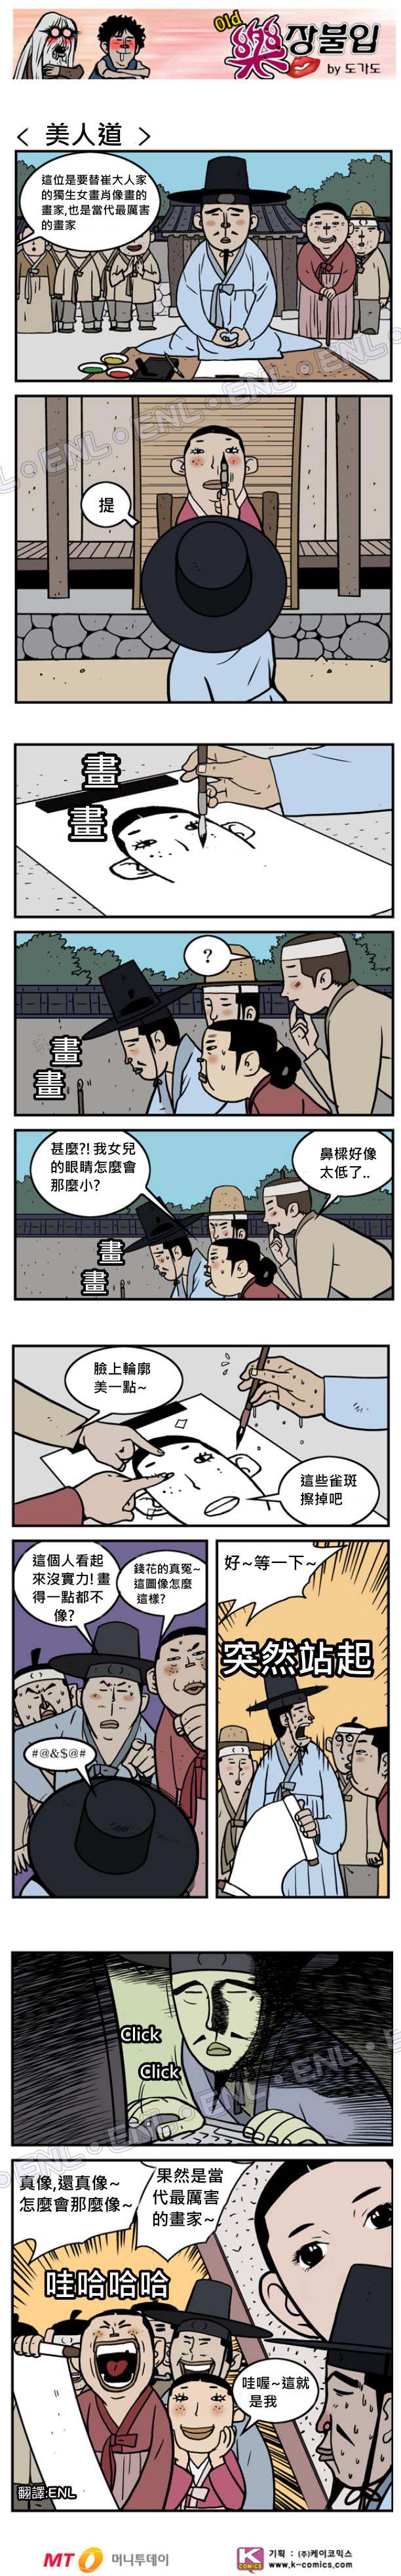 Old
樂 장불입
by 도가도
< 美人道 >
這位是要替崔大人家
的獨生女畫肖像畫的
畫家,也是當代最厲害
的畫家
提
畫
畫
?
畫
畫
甚麼?! 我女兒
的眼睛怎麼會
那麼小?
鼻樑好像
太低了..
畫
畫
臉上輪廓
美一點~
這些雀斑
擦掉吧
這個人看起
來沒實力! 畫
得一點都不
像?
錢花的真冤~
這圖像怎麼
這樣?
#@&$@#
好~等一下~
突然站起
Click
Click
真像,還真像~
怎麼會那麼像~
果然是當
代最厲害
的畫家~
哇哈哈哈
哇喔~這就
是我
翻譯:ENL
MT 머니투데이
K COMICS
기획 : (주)케이코믹스
www.k-comics.com